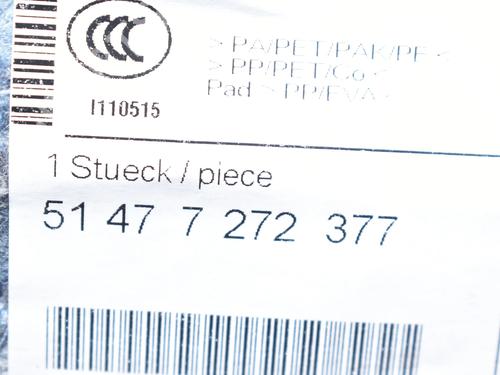 CCC
I110515
> PA/PET/PAK/PF <
> PP/PET/Co <
Pad > PP/EVA <
1 Stueck / piece
51 47 7 272 377